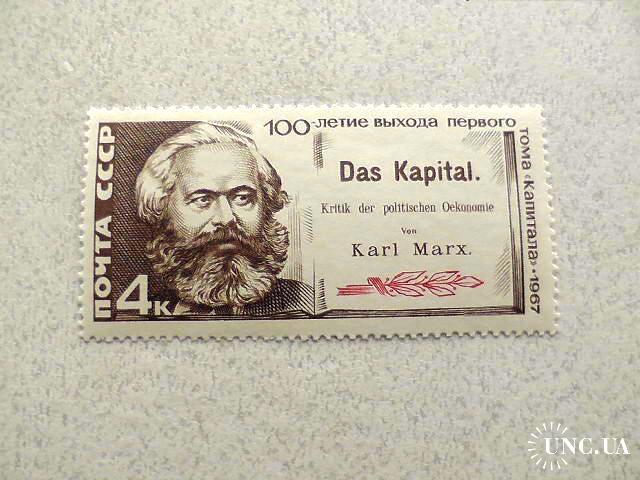 ПОЧТА СССР
4к
100-летие выхода первого
тома «Капитала» • 1967
Das Kapital.
Kritik der politischen Oekonomie
Von
Karl Marx.
UNC.UA